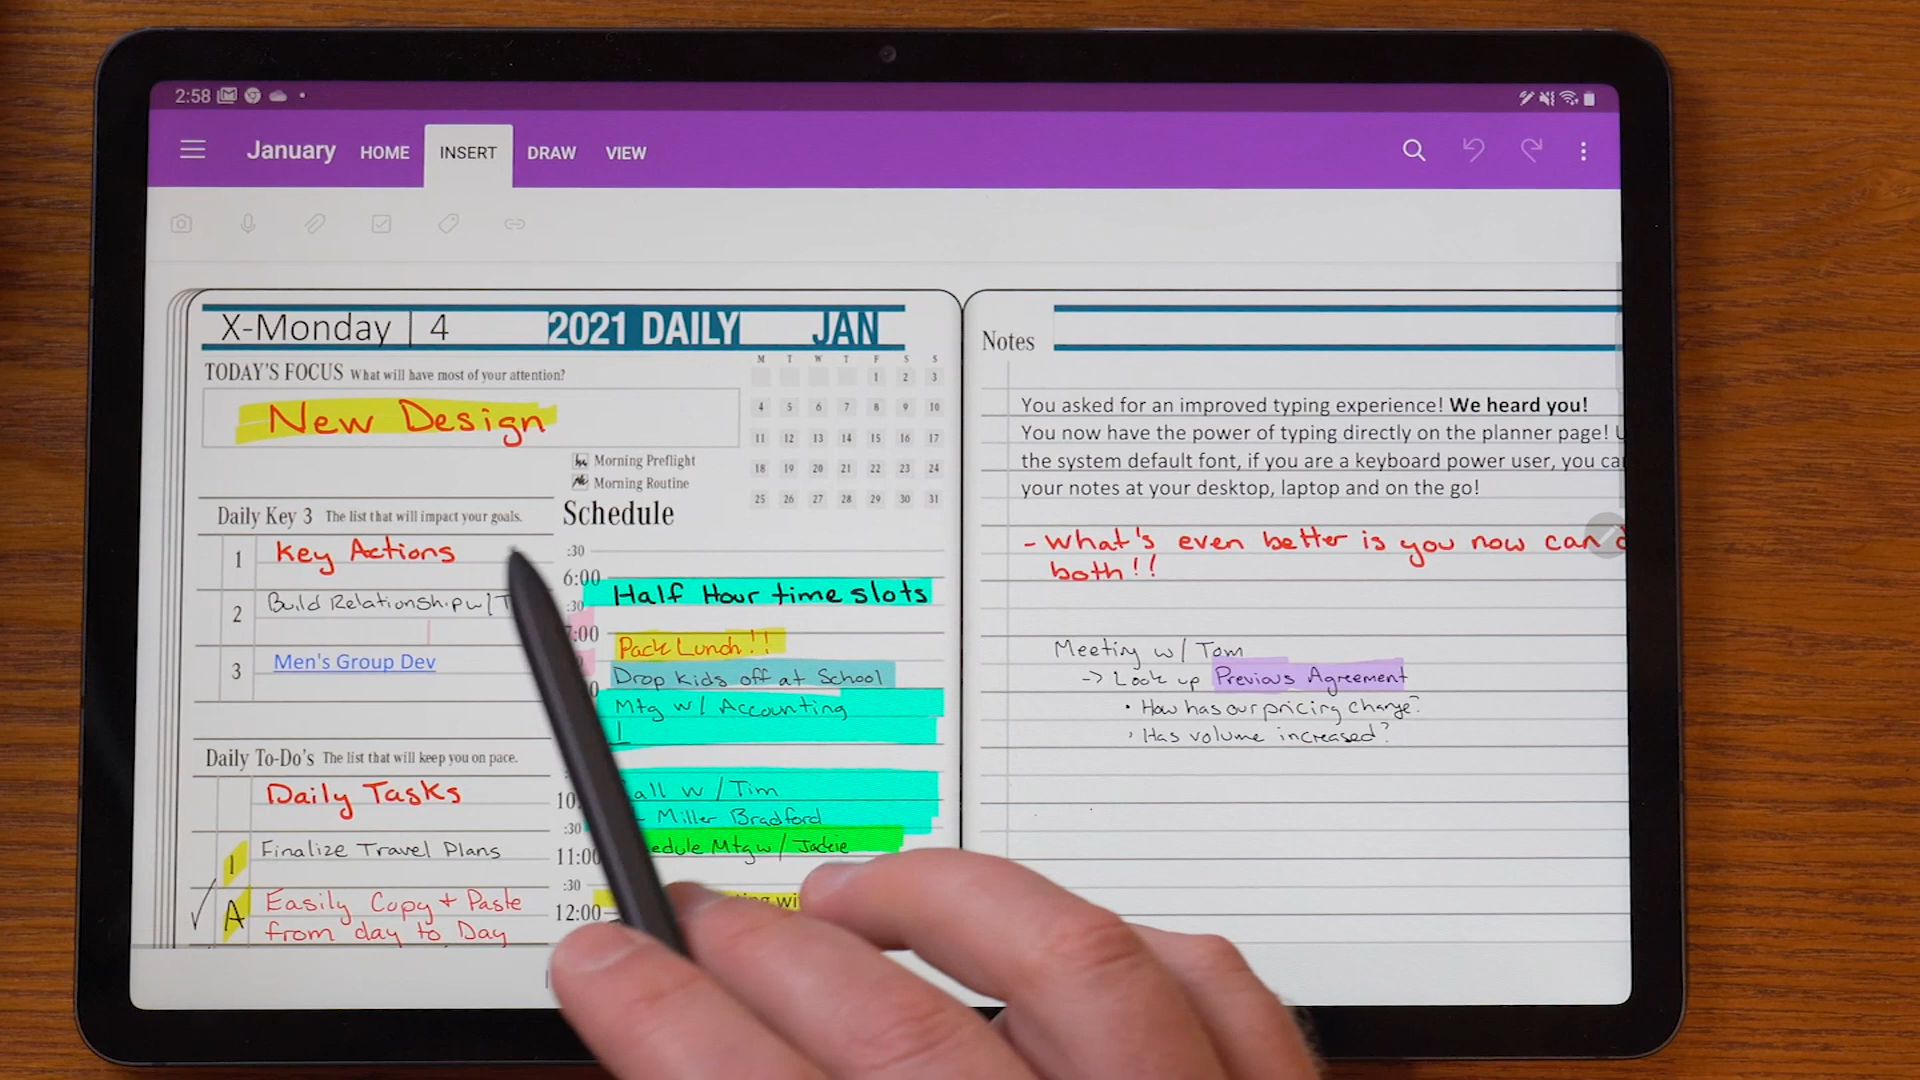 2:58
January HOME INSERT DRAW VIEW
X-Monday | 4 2021 DAILY JAN
TODAY'S FOCUS What will have most of your attention?
New Design
M T W T F S S
1 2 3
4 5 6 7 8 9 10
11 12 13 14 15 16 17
18 19 20 21 22 23 24
25 26 27 28 29 30 31
Morning Preflight
Morning Routine
Daily Key 3 The list that will impact your goals.
1 Key Actions
2 Build Relationship w/
3 Men's Group Dev
Daily To-Do's The list that will keep you on pace.
Daily Tasks
1 Finalize Travel Plans
A Easily Copy + Paste
from day to Day
Schedule
:30
6:00 Half Hour time slots
:30
7:00 Pack Lunch!!
Drop kids off at School
Mtg w/ Accounting
w/ Tim
10
Miller Bradford
:30
Mtg w/ Jackie
11:00
:30
12:00
Notes
You asked for an improved typing experience! We heard you!
You now have the power of typing directly on the planner page!
the system default font, if you are a keyboard power user, you
your notes at your desktop, laptop and on the go!
- What's even better is you now can
both!!
Meeting w/ Tom
-> Look up Previous Agreement
• How has our pricing change?
• Has volume increased?